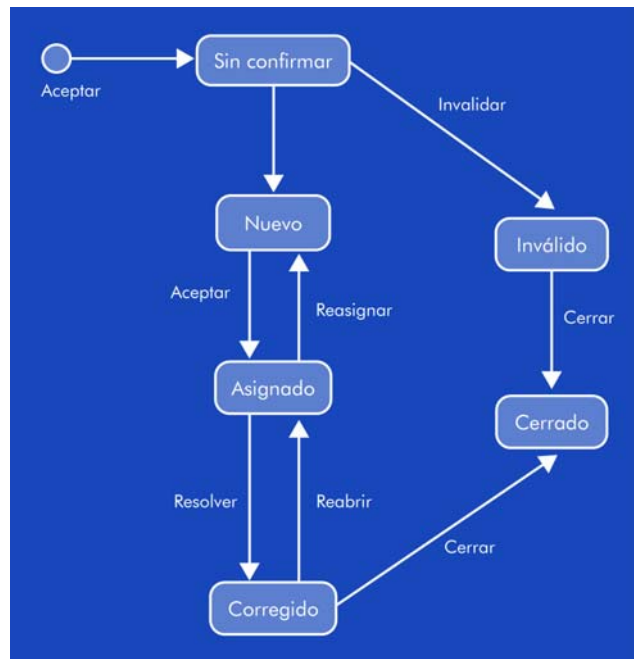 Sin confirmar
Aceptar
Invalidar
Nuevo
Inválido
Aceptar
Reasignar
Cerrar
Asignado
Cerrado
Resolver
Reabrir
Cerrar
Corregido